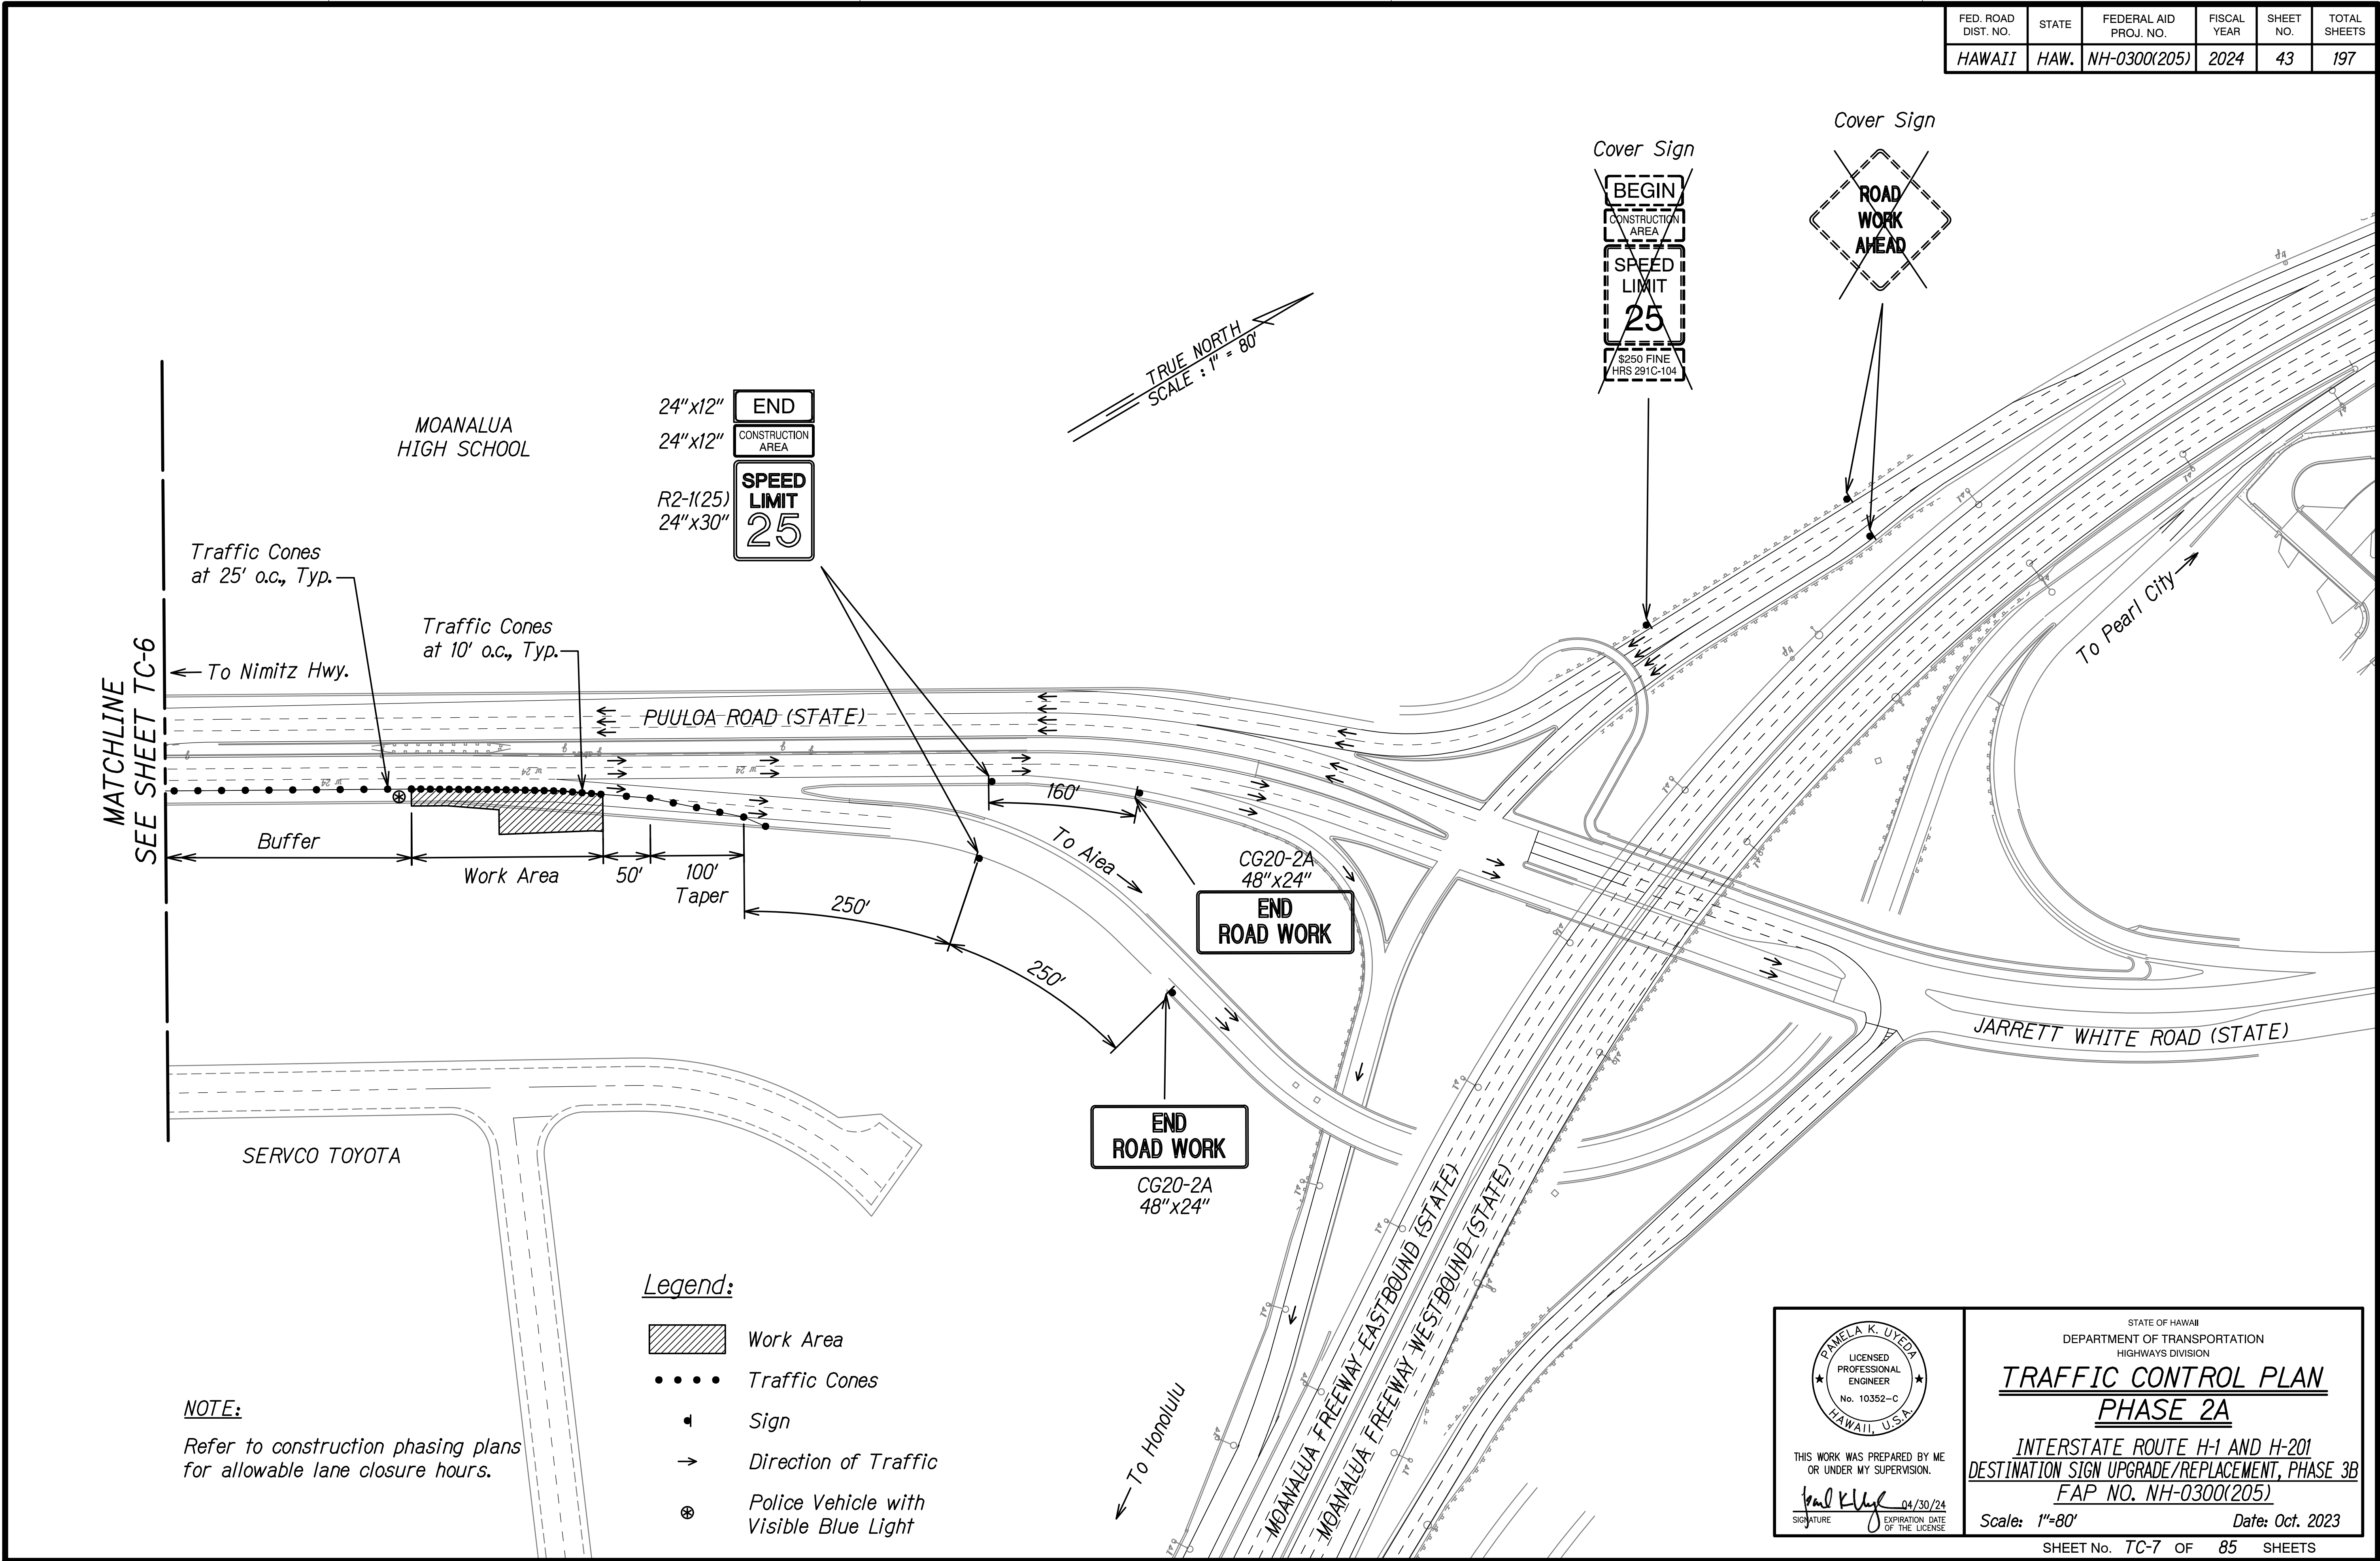 FED. ROAD DIST. NO.
STATE
FEDERAL AID PROJ. NO.
FISCAL YEAR
SHEET NO.
TOTAL SHEETS
HAWAII
HAW.
NH-0300(205)
2024
43
197
Cover Sign
BEGIN
CONSTRUCTION
AREA
SPEED
LIMIT
25
$250 FINE
HRS 291C-104
Cover Sign
ROAD
WORK
AHEAD
TRUE NORTH
SCALE : 1" = 80'
MOANALUA
HIGH SCHOOL
24"x12"
END
24"x12"
CONSTRUCTION
AREA
R2-1(25)
24"x30"
SPEED
LIMIT
25
Traffic Cones
at 25' o.c., Typ.
Traffic Cones
at 10' o.c., Typ.
MATCHLINE
SEE SHEET TC-6
To Nimitz Hwy.
PUULOA ROAD (STATE)
W 24
W 24
W 24
Buffer
Work Area
50'
100'
Taper
250'
250'
160'
To Aiea
To Pearl City
CG20-2A
48"x24"
END
ROAD WORK
END
ROAD WORK
CG20-2A
48"x24"
JARRETT WHITE ROAD (STATE)
SERVCO TOYOTA
MOANALUA FREEWAY EASTBOUND (STATE)
MOANALUA FREEWAY WESTBOUND (STATE)
To Honolulu
Legend:
Work Area
Traffic Cones
Sign
Direction of Traffic
Police Vehicle with
Visible Blue Light
NOTE:
Refer to construction phasing plans
for allowable lane closure hours.
PAMELA K. UYEDA
LICENSED
PROFESSIONAL
ENGINEER
No. 10352-C
HAWAII, U.S.A.
THIS WORK WAS PREPARED BY ME
OR UNDER MY SUPERVISION.
04/30/24
SIGNATURE
EXPIRATION DATE
OF THE LICENSE
STATE OF HAWAII
DEPARTMENT OF TRANSPORTATION
HIGHWAYS DIVISION
TRAFFIC CONTROL PLAN
PHASE 2A
INTERSTATE ROUTE H-1 AND H-201
DESTINATION SIGN UPGRADE/REPLACEMENT, PHASE 3B
FAP NO. NH-0300(205)
Scale: 1"=80'
Date: Oct. 2023
SHEET No. TC-7 OF 85 SHEETS